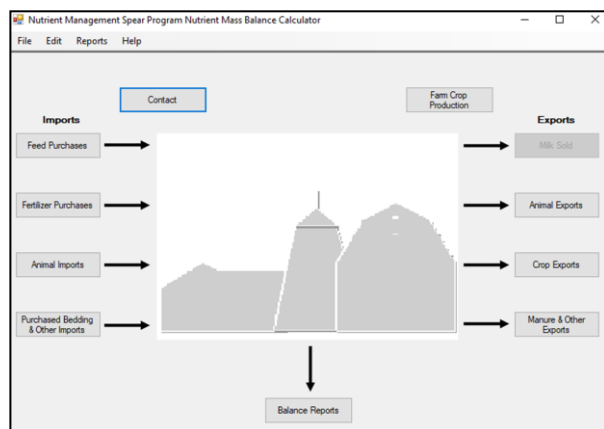 Nutrient Management Spear Program Nutrient Mass Balance Calculator
File Edit Reports Help
Contact
Farm Crop
Production
Imports
Exports
Feed Purchases
Milk Sold
Fertilizer Purchases
Animal Exports
Animal Imports
Crop Exports
Purchased Bedding
& Other Imports
Manure & Other
Exports
Balance Reports